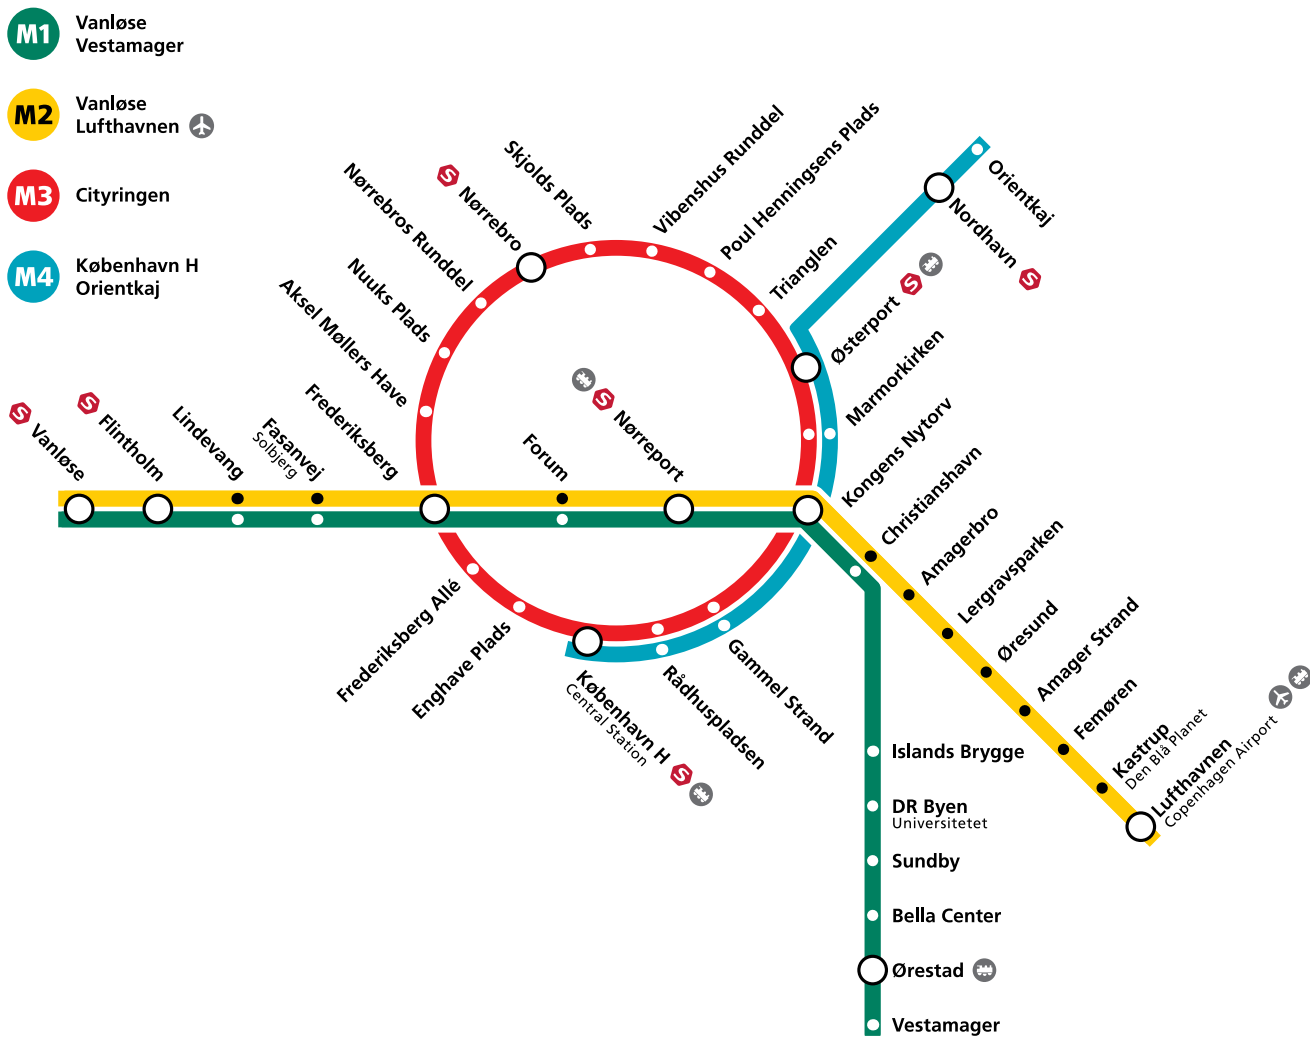 M1
Vanløse
Vestamager
M2
Vanløse
Lufthavnen
M3
Cityringen
M4
København H
Orientkaj
S
Vanløse
S
Flintholm
Lindevang
Fasanvej
Solbjerg
Frederiksberg
Aksel Møllers Have
Nuuks Plads
Nørrebros Runddel
S
Nørrebro
Skjolds Plads
Vibenshus Runddel
Poul Henningsens Plads
Trianglen
Orientkaj
Nordhavn
S
Østerport
S
Marmorkirken
Kongens Nytorv
Forum
S
Nørreport
Christianshavn
Amagerbro
Lergravsparken
Øresund
Amager Strand
Femøren
Kastrup
Den Blå Planet
Lufthavnen
Copenhagen Airport
Frederiksberg Allé
Enghave Plads
København H
Central Station
S
Rådhuspladsen
Gammel Strand
Islands Brygge
DR Byen
Universitetet
Sundby
Bella Center
Ørestad
Vestamager